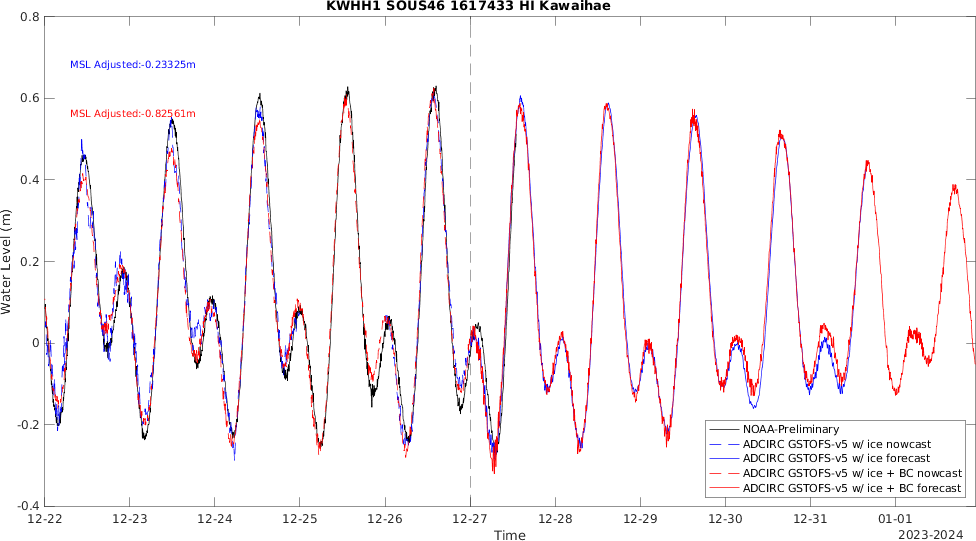 KWHH1 SOUS46 1617433 HI Kawaihae
0.8
0.6
0.4
0.2
0
-0.2
-0.4
Water Level (m)
MSL Adjusted:-0.23325m
MSL Adjusted:-0.82561m
NOAA-Preliminary
ADCIRC GSTOFS-v5 w/ ice nowcast
ADCIRC GSTOFS-v5 w/ ice forecast
ADCIRC GSTOFS-v5 w/ ice + BC nowcast
ADCIRC GSTOFS-v5 w/ ice + BC forecast
12-22 12-23 12-24 12-25 12-26 12-27 12-28 12-29 12-30 12-31 01-01
Time
2023-2024